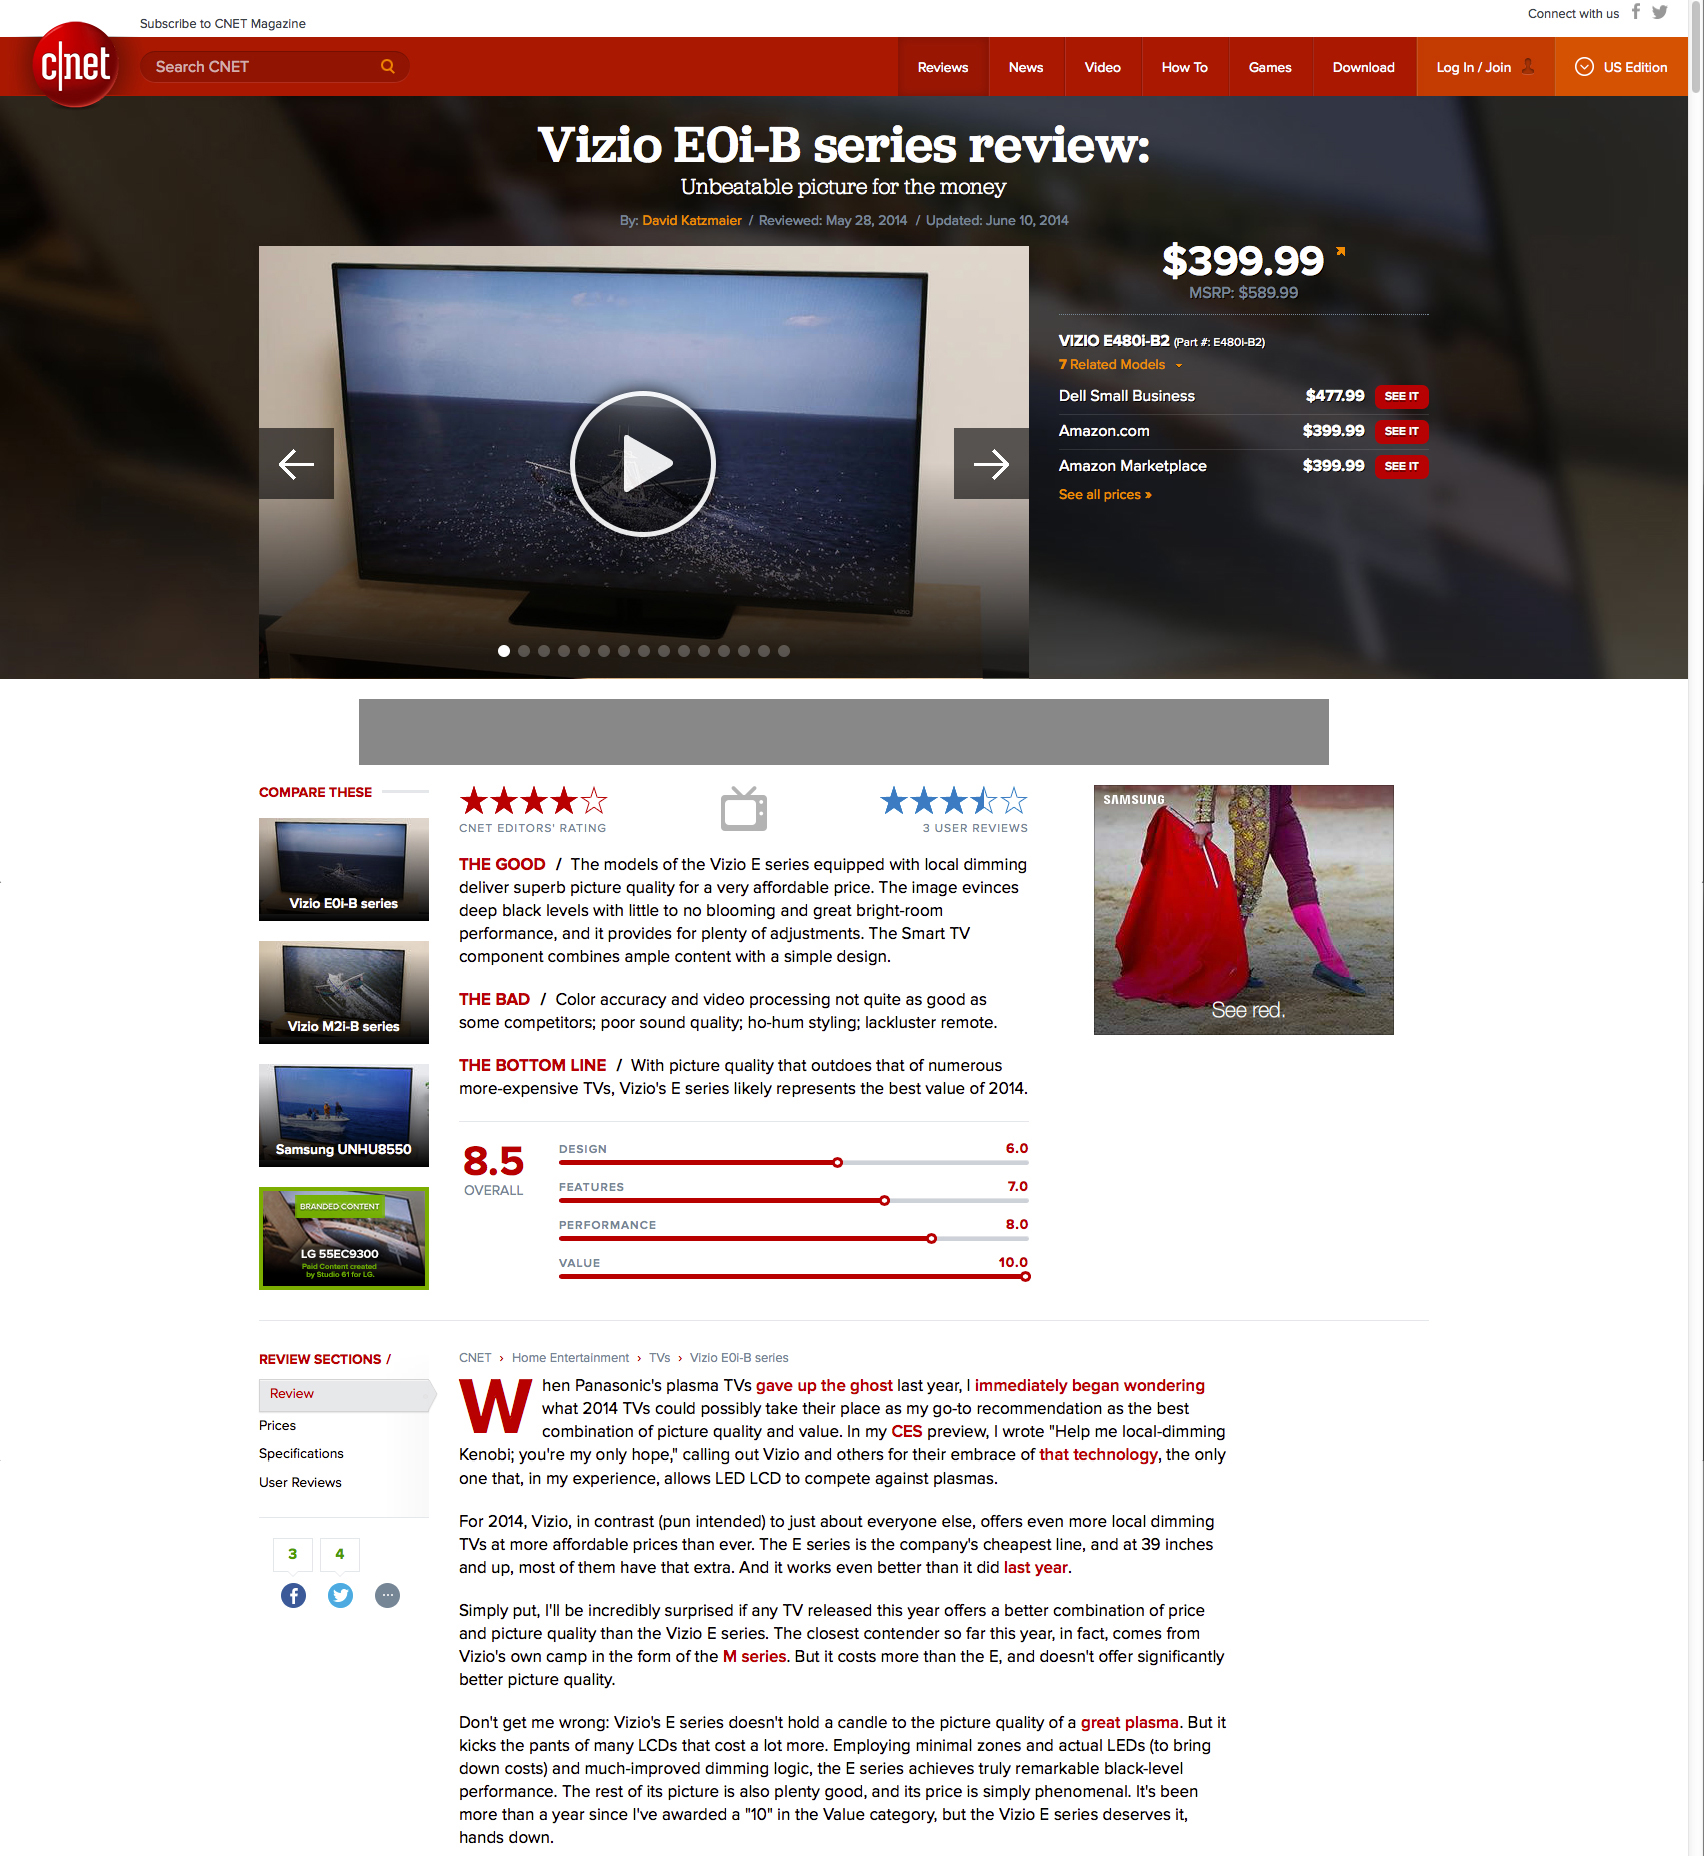 Subscribe to CNET Magazine
Connect with us
c|net
Search CNET
Reviews
News
Video
How To
Games
Download
Log In / Join
US Edition
Vizio E0i-B series review:
Unbeatable picture for the money
By: David Katzmaier / Reviewed: May 28, 2014 / Updated: June 10, 2014
$399.99
MSRP: $589.99
VIZIO E480i-B2 (Part #: E480I-B2)
7 Related Models
Dell Small Business $477.99 SEE IT
Amazon.com $399.99 SEE IT
Amazon Marketplace $399.99 SEE IT
See all prices »
VIZIO
COMPARE THESE
Vizio E0i-B series
Vizio M2i-B series
Samsung UNHU8550
BRANDED CONTENT
LG 55EC9300
Paid Content created
by Studio 61 for LG.
CNET EDITORS' RATING
3 USER REVIEWS
THE GOOD / The models of the Vizio E series equipped with local dimming
deliver superb picture quality for a very affordable price. The image evinces
deep black levels with little to no blooming and great bright-room
performance, and it provides for plenty of adjustments. The Smart TV
component combines ample content with a simple design.
THE BAD / Color accuracy and video processing not quite as good as
some competitors; poor sound quality; ho-hum styling; lackluster remote.
THE BOTTOM LINE / With picture quality that outdoes that of numerous
more-expensive TVs, Vizio's E series likely represents the best value of 2014.
8.5
OVERALL
DESIGN 6.0
FEATURES 7.0
PERFORMANCE 8.0
VALUE 10.0
SAMSUNG
See red.
REVIEW SECTIONS /
Review
Prices
Specifications
User Reviews
3
4
CNET › Home Entertainment › TVs › Vizio E0i-B series
When Panasonic's plasma TVs gave up the ghost last year, I immediately began wondering
what 2014 TVs could possibly take their place as my go-to recommendation as the best
combination of picture quality and value. In my CES preview, I wrote "Help me local-dimming
Kenobi; you're my only hope," calling out Vizio and others for their embrace of that technology, the only
one that, in my experience, allows LED LCD to compete against plasmas.
For 2014, Vizio, in contrast (pun intended) to just about everyone else, offers even more local dimming
TVs at more affordable prices than ever. The E series is the company's cheapest line, and at 39 inches
and up, most of them have that extra. And it works even better than it did last year.
Simply put, I'll be incredibly surprised if any TV released this year offers a better combination of price
and picture quality than the Vizio E series. The closest contender so far this year, in fact, comes from
Vizio's own camp in the form of the M series. But it costs more than the E, and doesn't offer significantly
better picture quality.
Don't get me wrong: Vizio's E series doesn't hold a candle to the picture quality of a great plasma. But it
kicks the pants of many LCDs that cost a lot more. Employing minimal zones and actual LEDs (to bring
down costs) and much-improved dimming logic, the E series achieves truly remarkable black-level
performance. The rest of its picture is also plenty good, and its price is simply phenomenal. It's been
more than a year since I've awarded a "10" in the Value category, but the Vizio E series deserves it,
hands down.